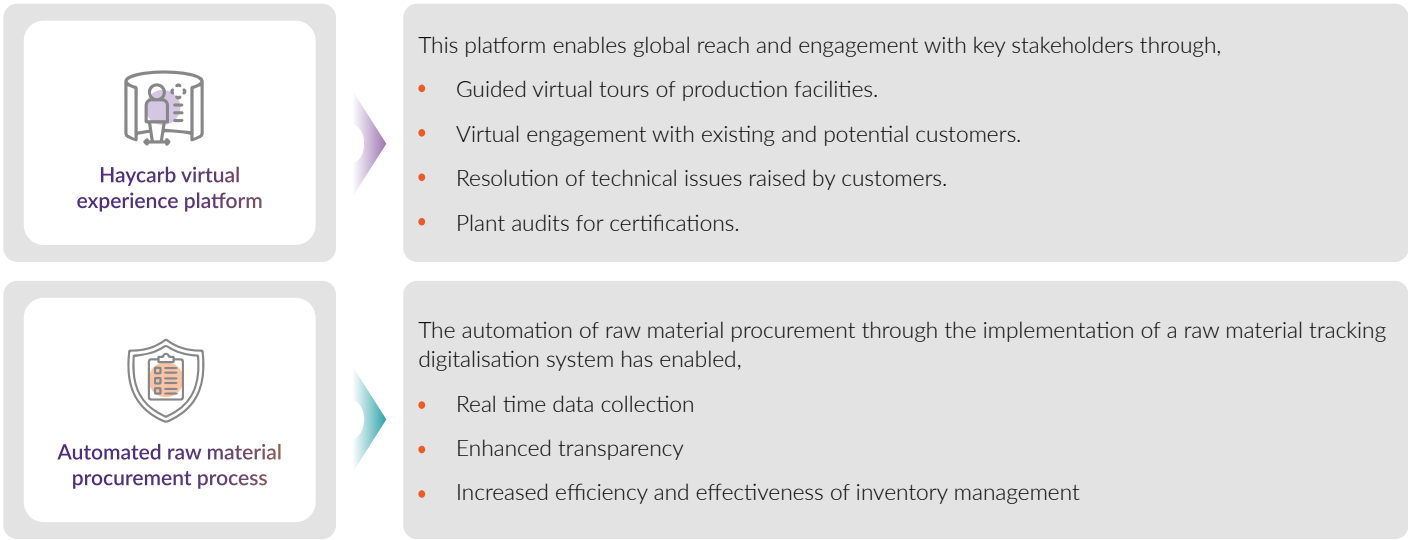 Haycarb virtual
experience platform
This platform enables global reach and engagement with key stakeholders through,
• Guided virtual tours of production facilities.
• Virtual engagement with existing and potential customers.
• Resolution of technical issues raised by customers.
• Plant audits for certifications.
Automated raw material
procurement process
The automation of raw material procurement through the implementation of a raw material tracking
digitalisation system has enabled,
• Real time data collection
• Enhanced transparency
• Increased efficiency and effectiveness of inventory management